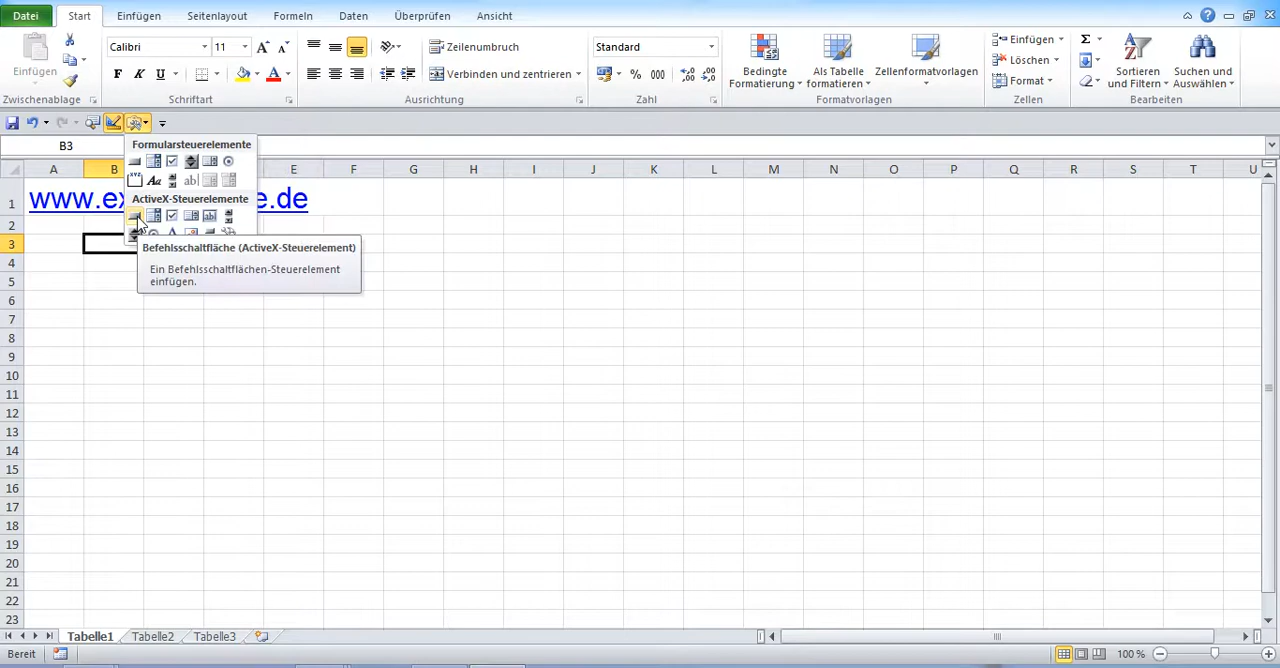 Datei Start Einfügen Seitenlayout Formeln Daten Überprüfen Ansicht
Calibri 11 Zeilenumbruch Standard Einfügen Σ
Einfügen F K U Verbinden und zentrieren % 000 Bedingte Formatierung Als Tabelle formatieren Zellenformatvorlagen Löschen Format Sortieren und Filtern Suchen und Auswählen
Zwischenablage Schriftart Ausrichtung Zahl Formatvorlagen Zellen Bearbeiten
B3 Formularsteuerelemente
A B E F G H I J K L M N O P Q R S T U
Aa
ActiveX-Steuerelemente
1 www.ex e.de
2
3 Befehlsschaltfläche (ActiveX-Steuerelement)
4 Ein Befehlsschaltflächen-Steuerelement
5 einfügen.
6
7
8
9
10
11
12
13
14
15
16
17
18
19
20
21
22
23
Tabelle1 Tabelle2 Tabelle3
Bereit 100 %